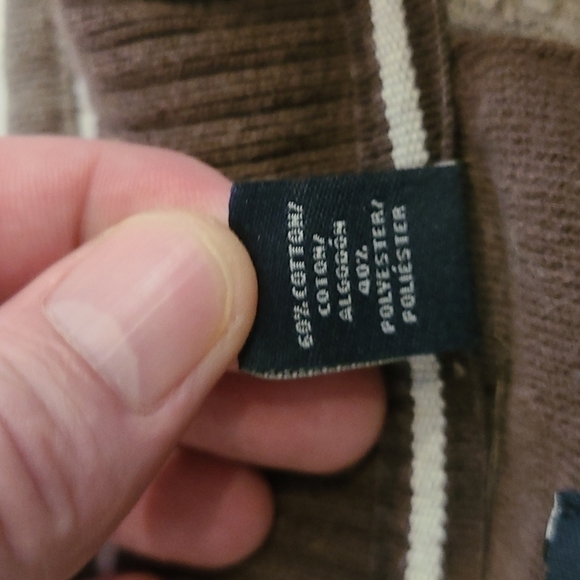 60% COTTON/
COTON/
ALGODÓN
40%
POLYESTER/
POLIÉSTER